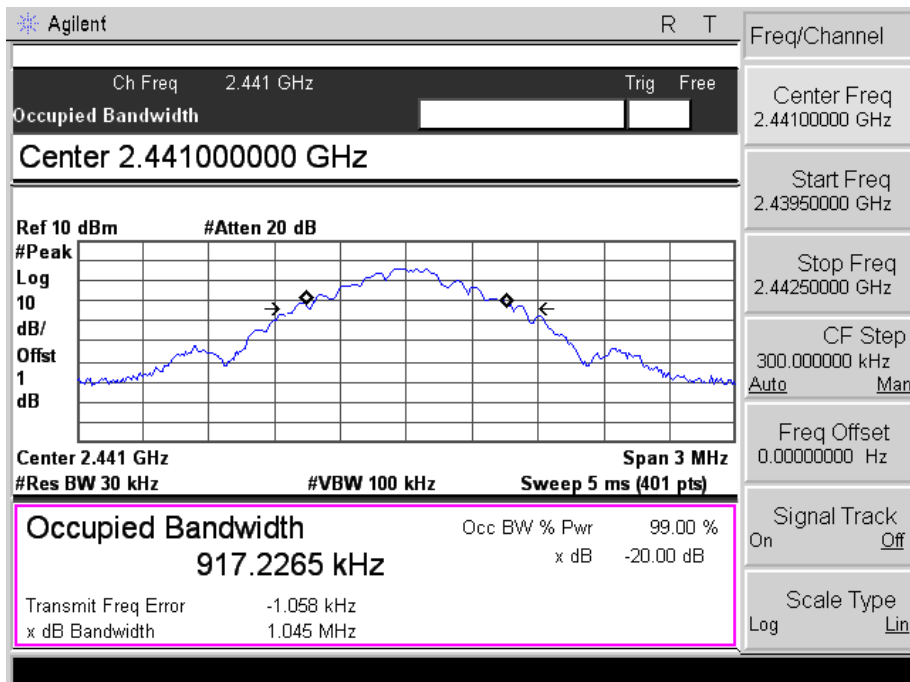 Agilent R T
Ch Freq 2.441 GHz Trig Free
Occupied Bandwidth
Center 2.441000000 GHz
Ref 10 dBm #Atten 20 dB
#Peak
Log
10
dB/
Offst
1
dB
Center 2.441 GHz Span 3 MHz
#Res BW 30 kHz #VBW 100 kHz Sweep 5 ms (401 pts)
Occupied Bandwidth Occ BW % Pwr 99.00 %
917.2265 kHz x dB -20.00 dB
Transmit Freq Error -1.058 kHz
x dB Bandwidth 1.045 MHz
Freq/Channel
Center Freq
2.44100000 GHz
Start Freq
2.43950000 GHz
Stop Freq
2.44250000 GHz
CF Step
300.000000 kHz
Auto Man
Freq Offset
0.00000000 Hz
Signal Track
On Off
Scale Type
Log Lin